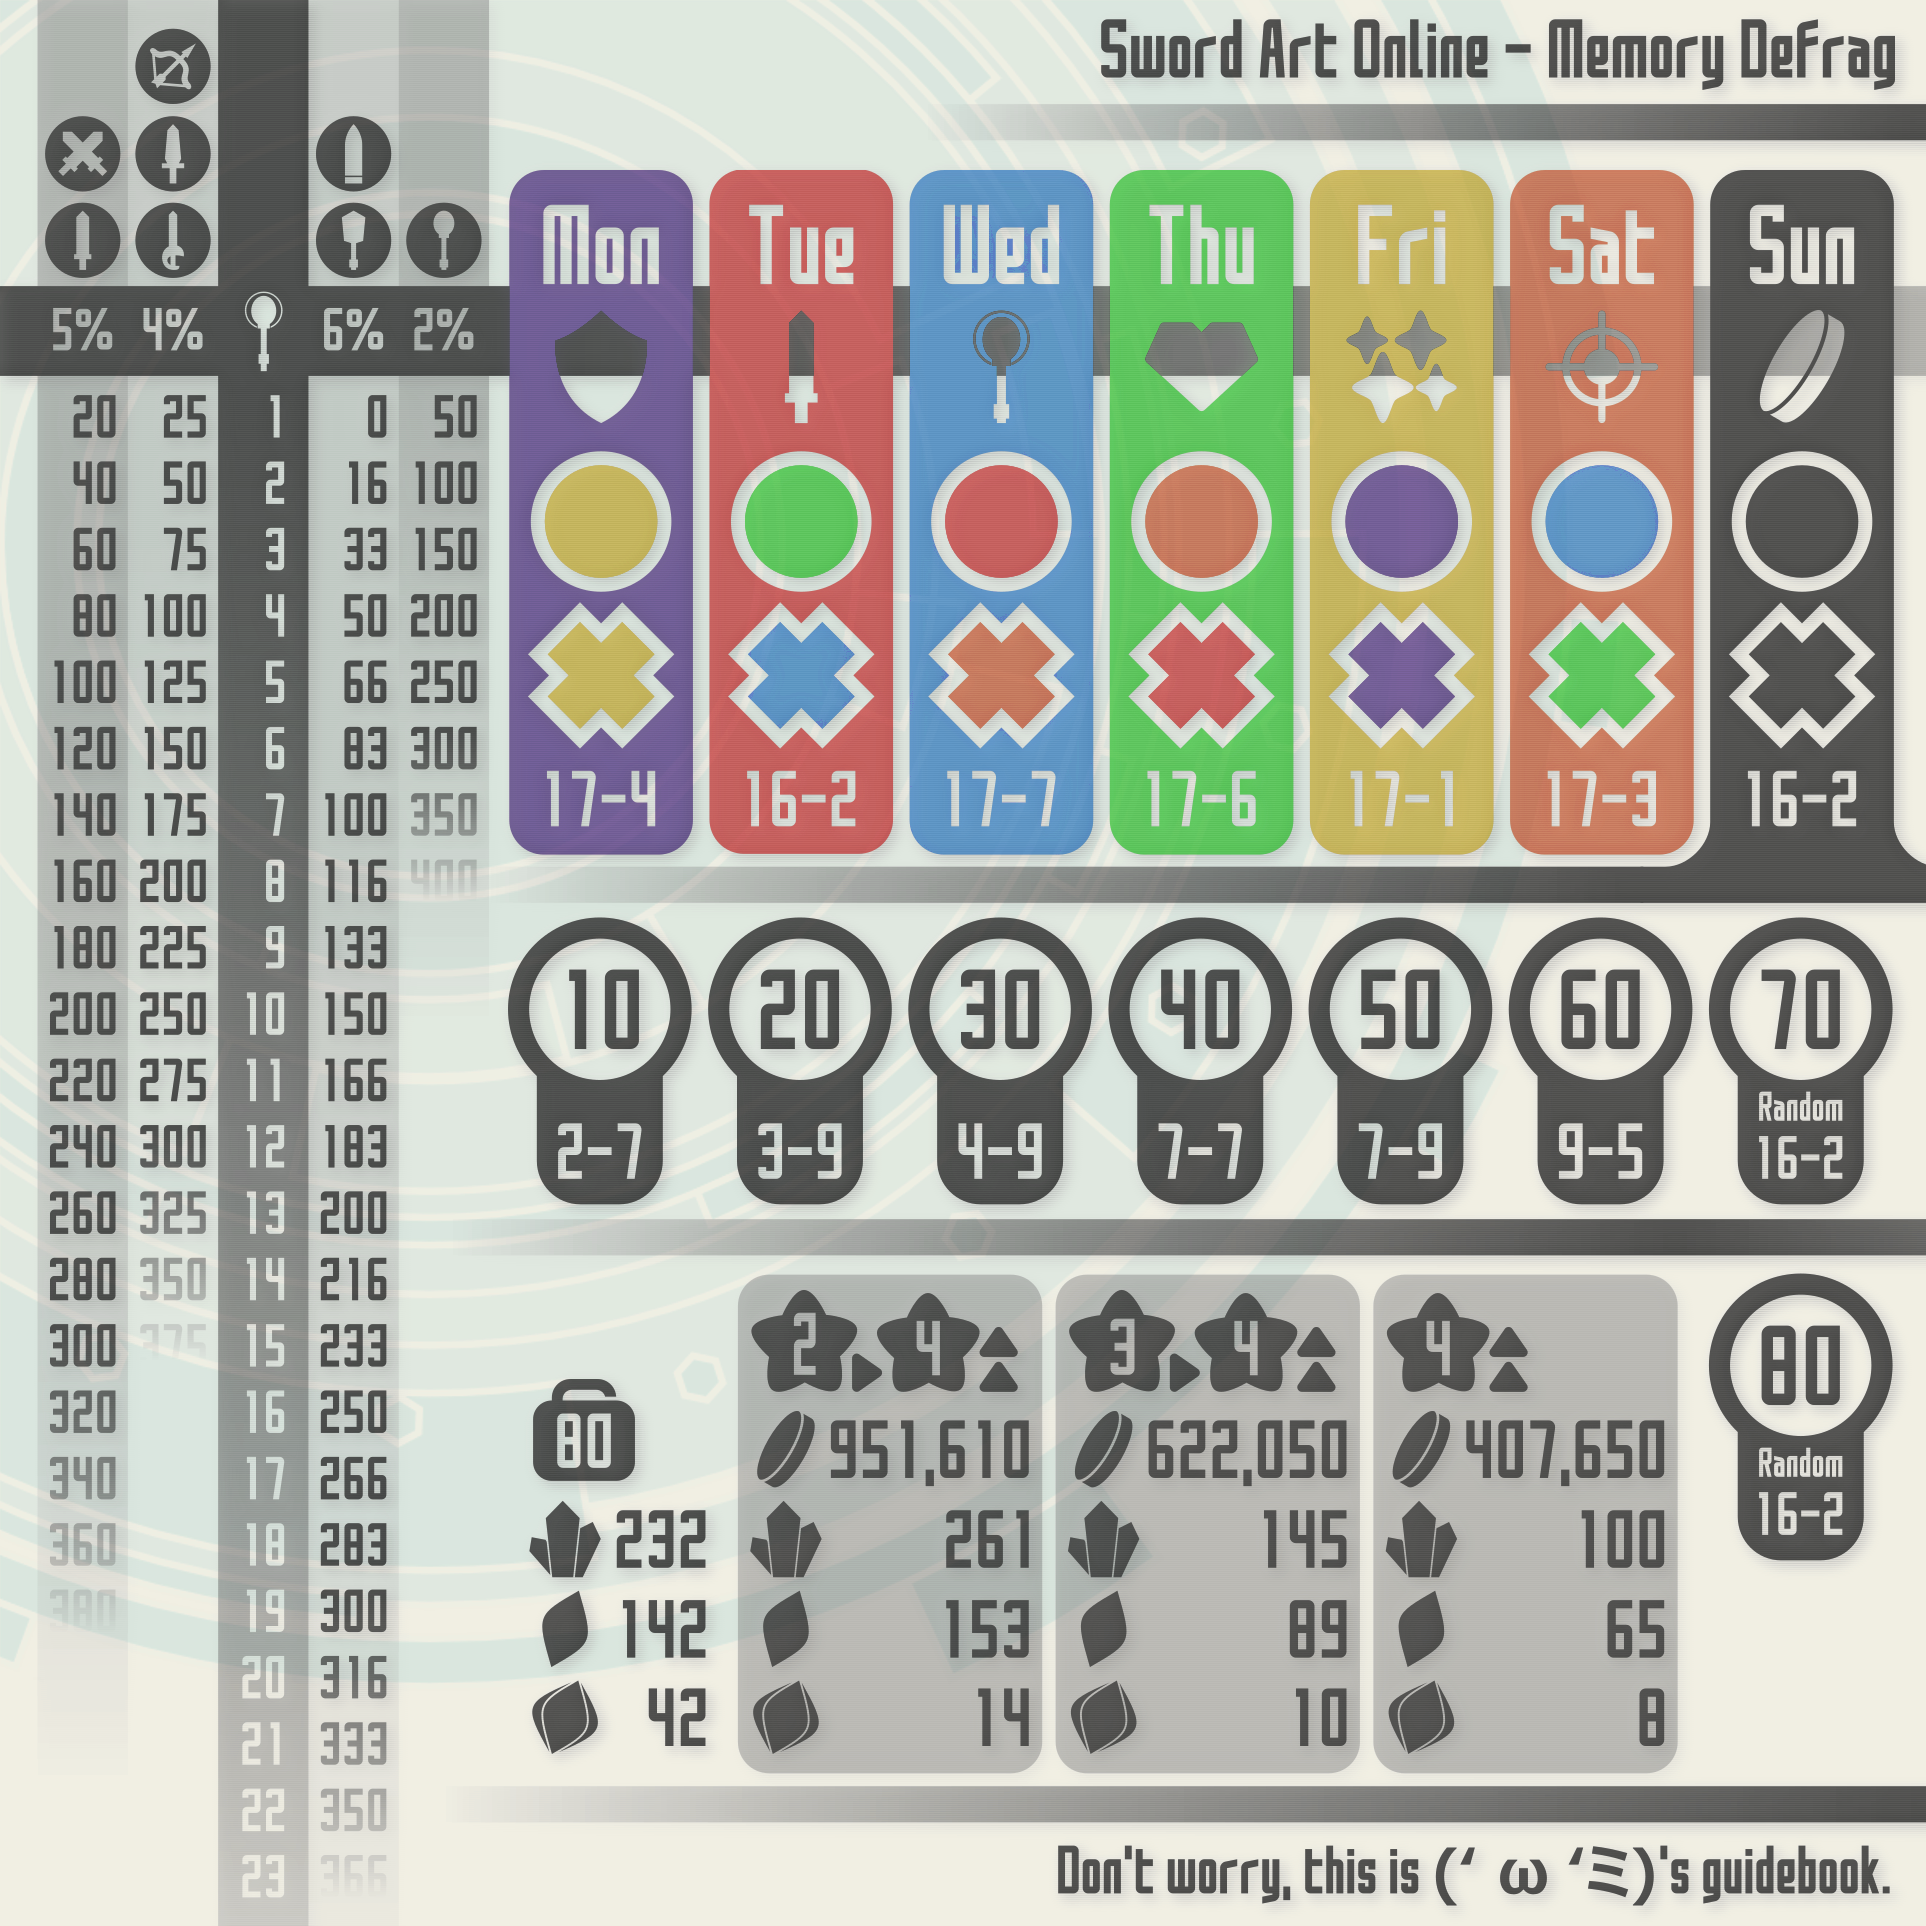 Sword Art Online - Memory Defrag
Mon Tue Wed Thu Fri Sat Sun
5% 4% 6% 2%
20 25 1 0 50
40 50 2 16 100
60 75 3 33 150
80 100 4 50 200
100 125 5 66 250
120 150 6 83 300
140 175 7 100 350
160 200 8 116 400
180 225 9 133
200 250 10 150
220 275 11 166
240 300 12 183
260 325 13 200
280 350 14 216
300 375 15 233
320 16 250
340 17 266
360 18 283
380 19 300
20 316
21 333
22 350
23 366
17-4 16-2 17-7 17-6 17-1 17-3 16-2
10 20 30 40 50 60 70
Random
2-7 3-9 4-9 7-7 7-9 9-5 16-2
2 4 3 4 4 80
80 951,610 622,050 407,650 Random
232 261 145 100 16-2
142 153 89 65
42 14 10 8
Don't worry, this is (‘ ω ‘ミ)'s guidebook.